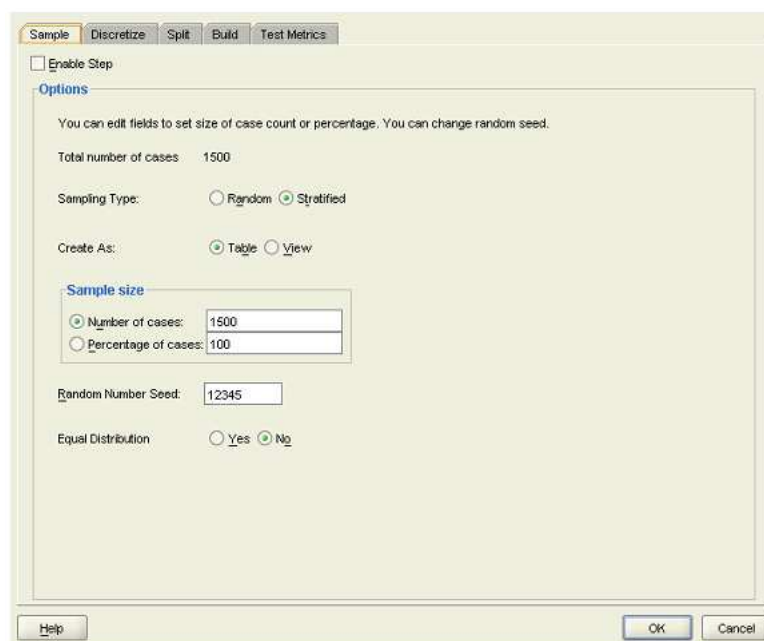 Sample Discretize Split Build Test Metrics
Enable Step
Options
You can edit fields to set size of case count or percentage. You can change random seed.
Total number of cases 1500
Sampling Type: Random Stratified
Create As: Table View
Sample size
Number of cases: 1500
Percentage of cases: 100
Random Number Seed: 12345
Equal Distribution Yes No
Help OK Cancel